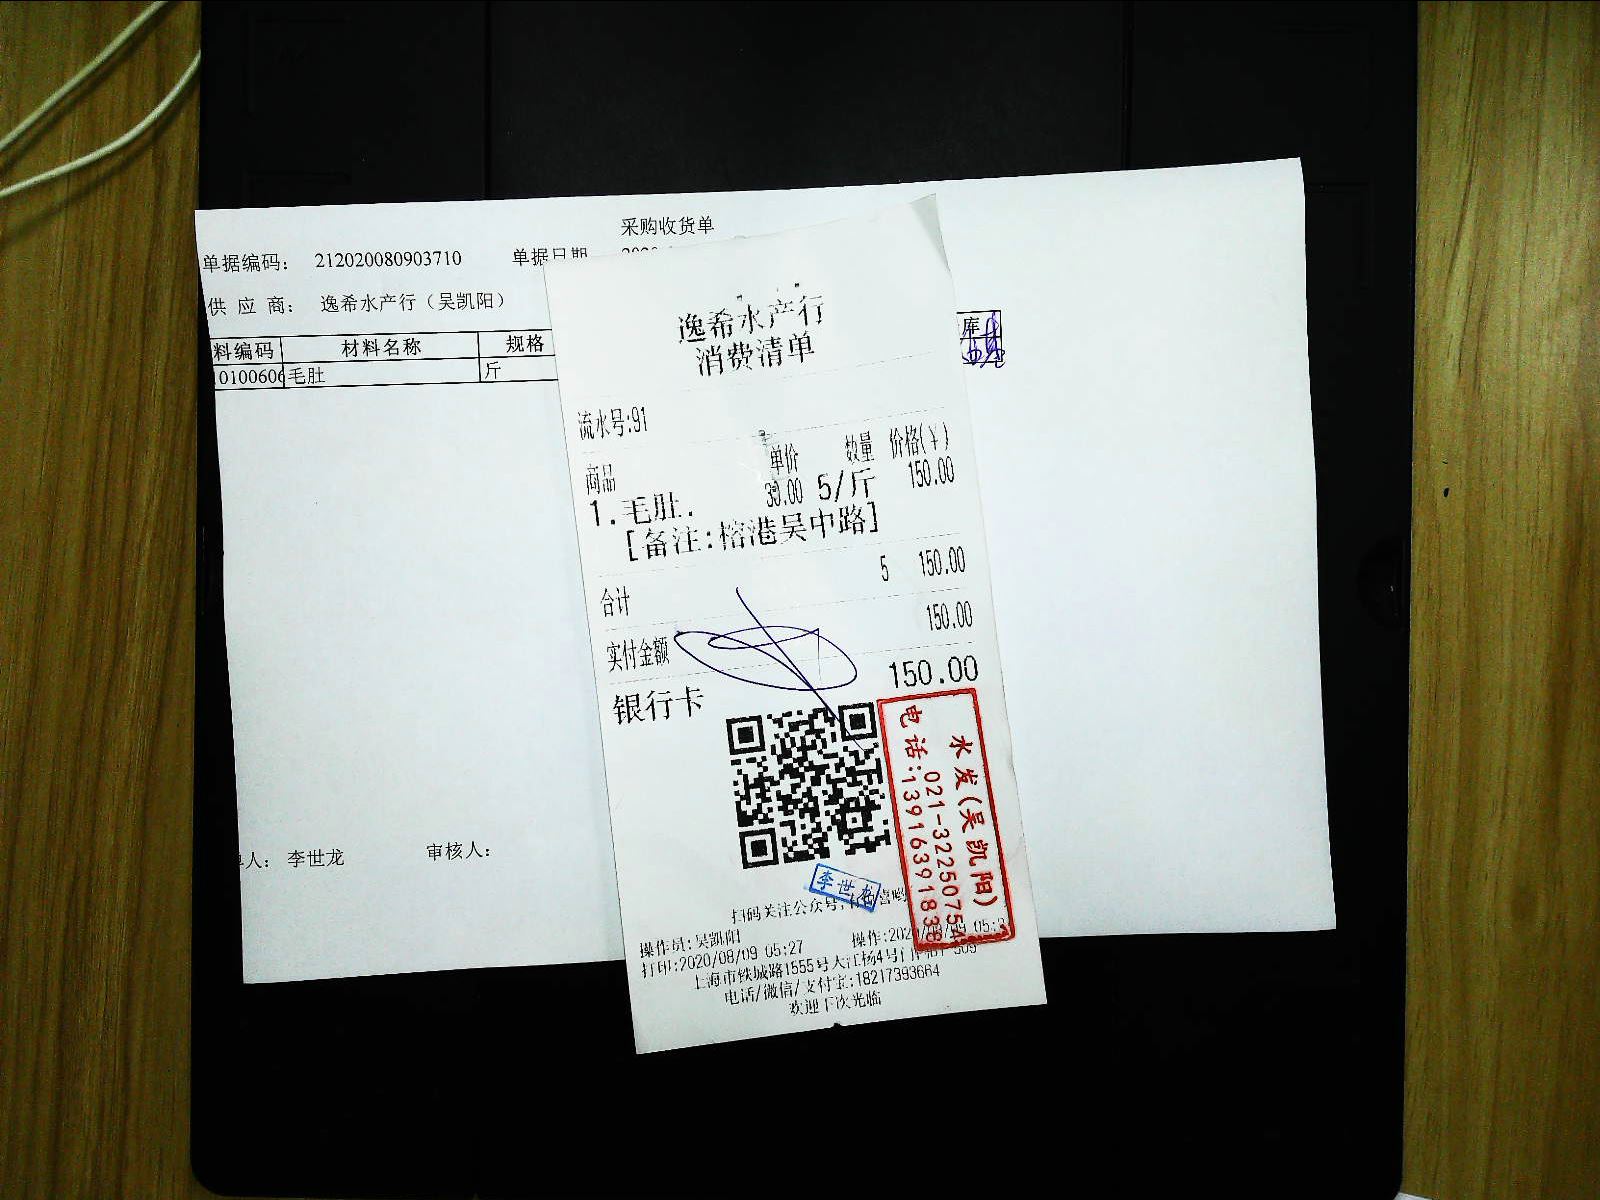 采购收货单
单据编码： 212020080903710 单据日期
供 应 商： 逸希水产行（吴凯阳）
料编码 材料名称 规格 库
0100606 毛肚 斤
人： 李世龙 审核人：
逸希水产行
消费清单
流水号:91
商品 单价 数量 价格(¥)
1.毛肚. 30.00 5/斤 150.00
[备注:榕港吴中路]
合计 5 150.00
实付金额 150.00
银行卡 150.00
水发(吴凯阳)
电话:021-32250754
13916391838
李世龙
扫码关注公众号,
操作员:吴凯阳
打印:2020/08/09 05:27
上海市铁城路1555号大江杨4号门
电话/微信/支付宝:18217393664
欢迎下次光临